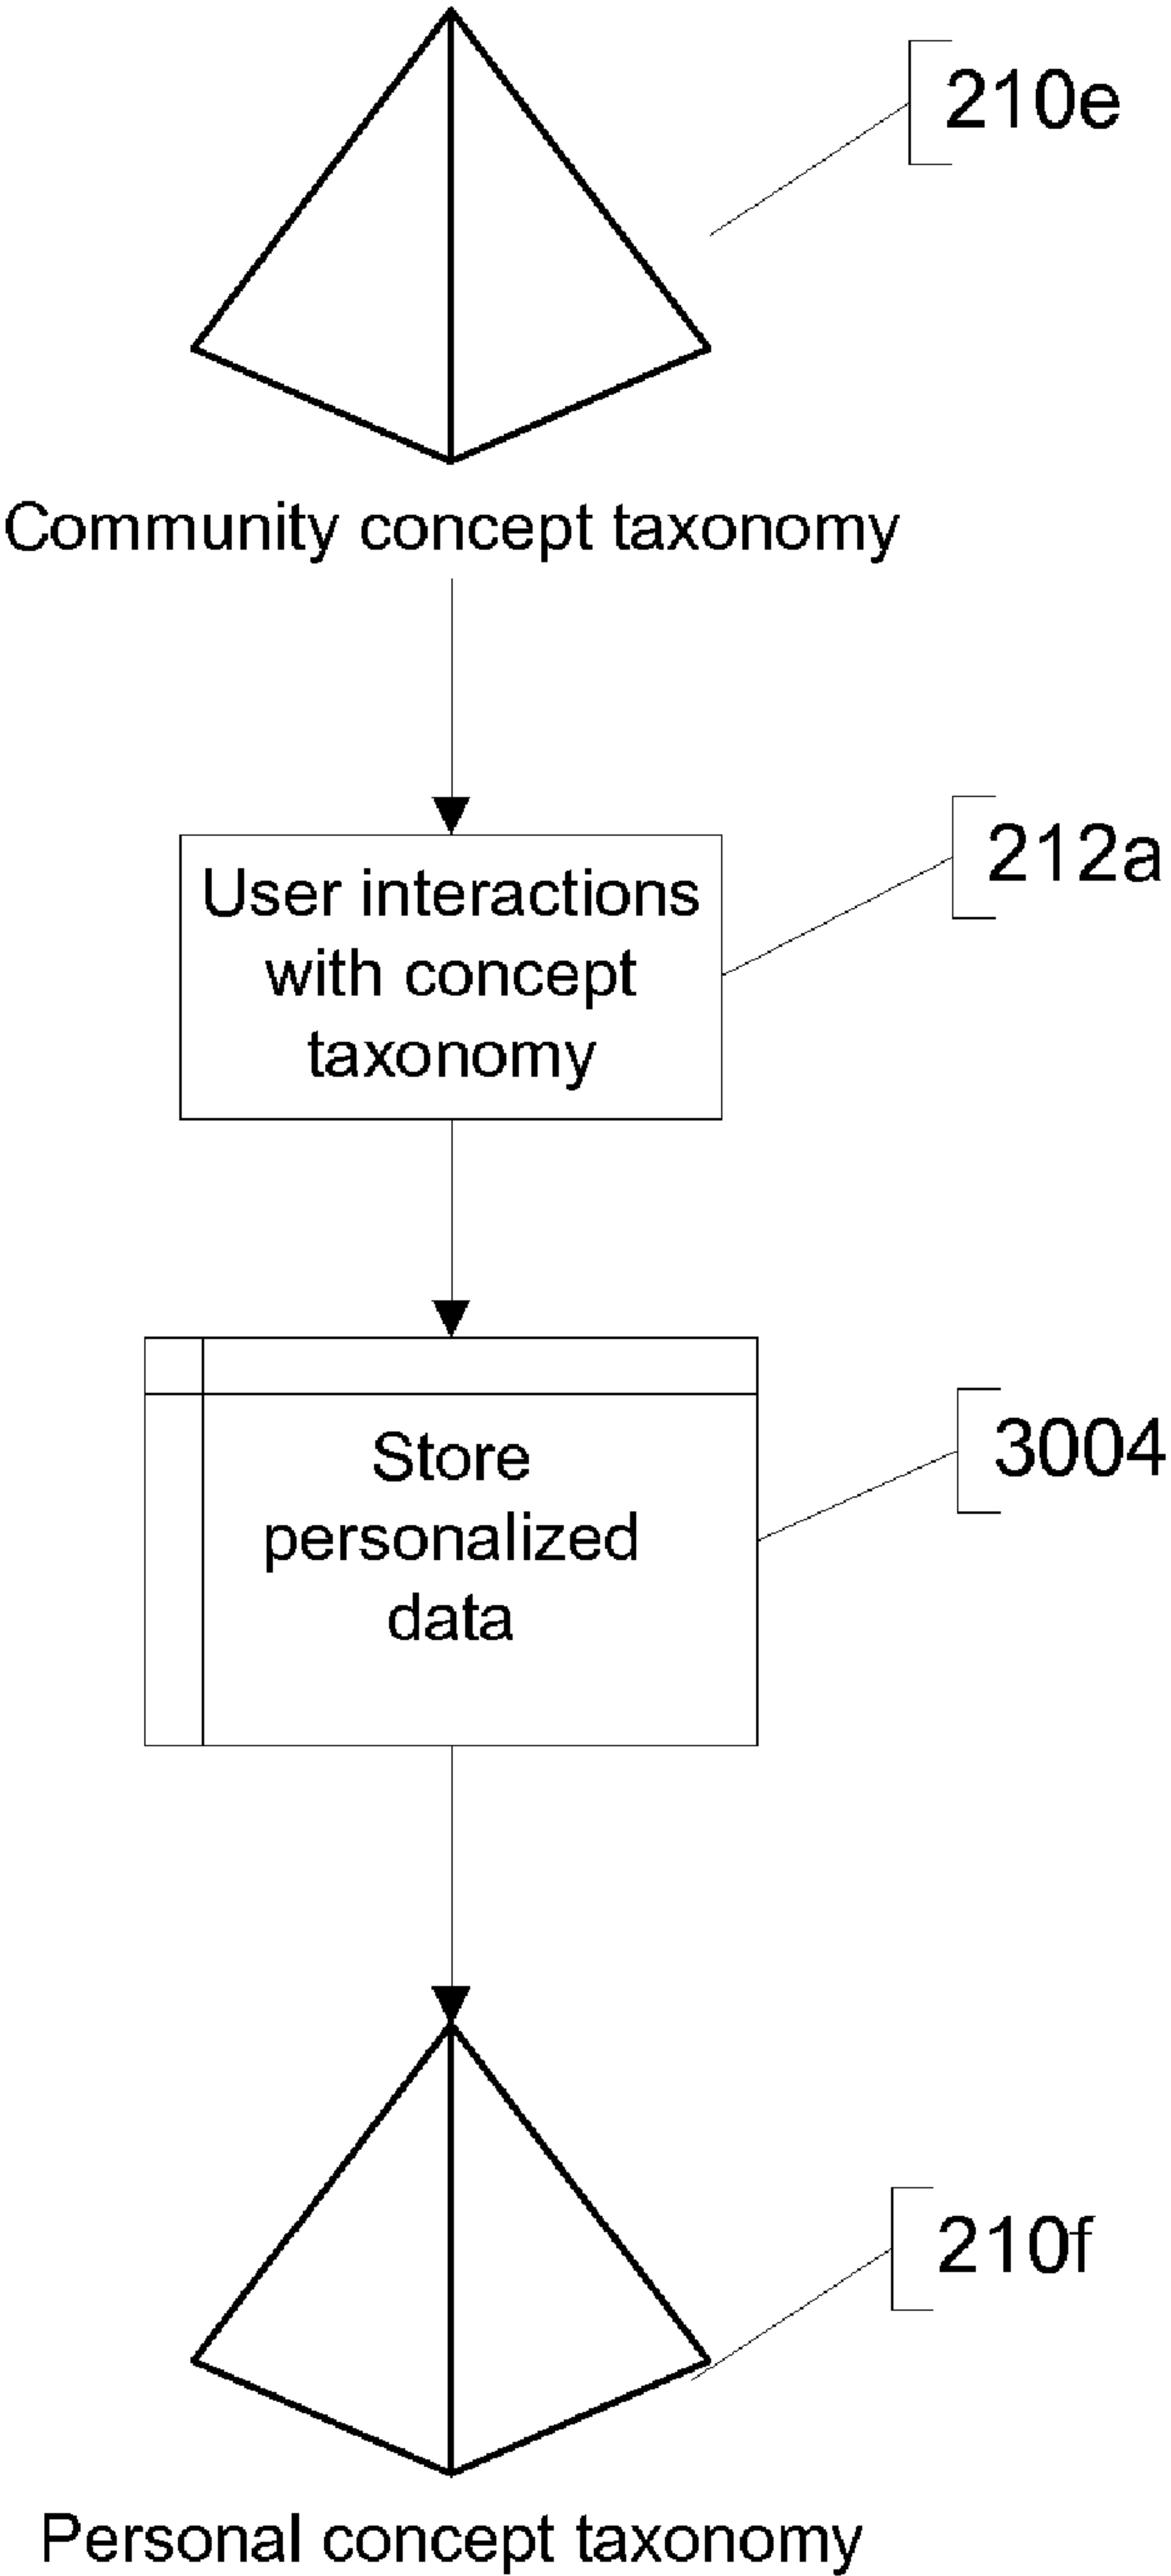 210e
Community concept taxonomy
212a
User interactions
with concept
taxonomy
3004
Store
personalized
data
210f
Personal concept taxonomy